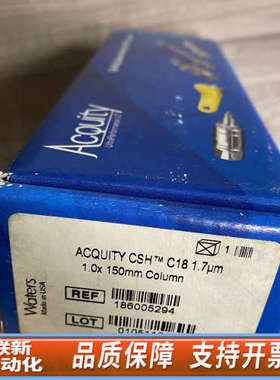 Acquity
ACQUITY CSH™ C18 1.7µm
1.0x 150mm Column
1
Waters
Made in USA
REF
186005294
LOT
品质保障 支持开票